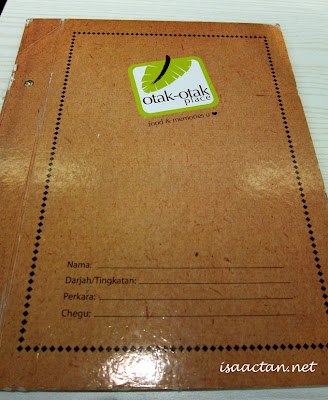 otak-otak
place
food & memories u ♥
Nama:
Darjah/Tingkatan:
Perkara:
Chegu:
isaactan.net